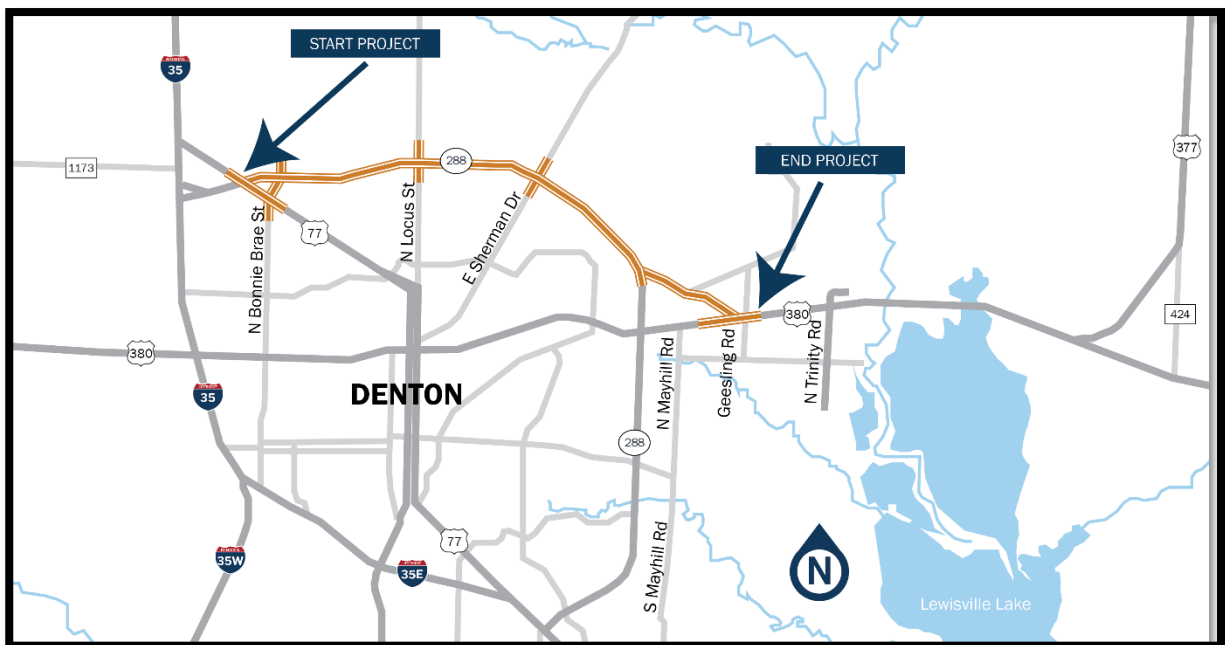 START PROJECT
35
288
377
1173
END PROJECT
N Locus St
E Sherman Dr
N Bonnie Brae St
77
380
424
N Trinity Rd
N Mayhill Rd
Geesling Rd
380
35
DENTON
288
77
S Mayhill Rd
35W
35E
N
Lewisville Lake